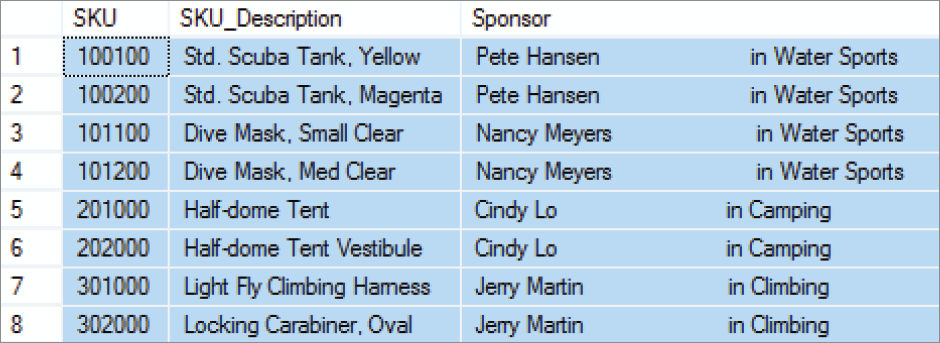 SKU SKU_Description Sponsor
1 100100 Std. Scuba Tank, Yellow Pete Hansen in Water Sports
2 100200 Std. Scuba Tank, Magenta Pete Hansen in Water Sports
3 101100 Dive Mask, Small Clear Nancy Meyers in Water Sports
4 101200 Dive Mask, Med Clear Nancy Meyers in Water Sports
5 201000 Half-dome Tent Cindy Lo in Camping
6 202000 Half-dome Tent Vestibule Cindy Lo in Camping
7 301000 Light Fly Climbing Harness Jerry Martin in Climbing
8 302000 Locking Carabiner, Oval Jerry Martin in Climbing